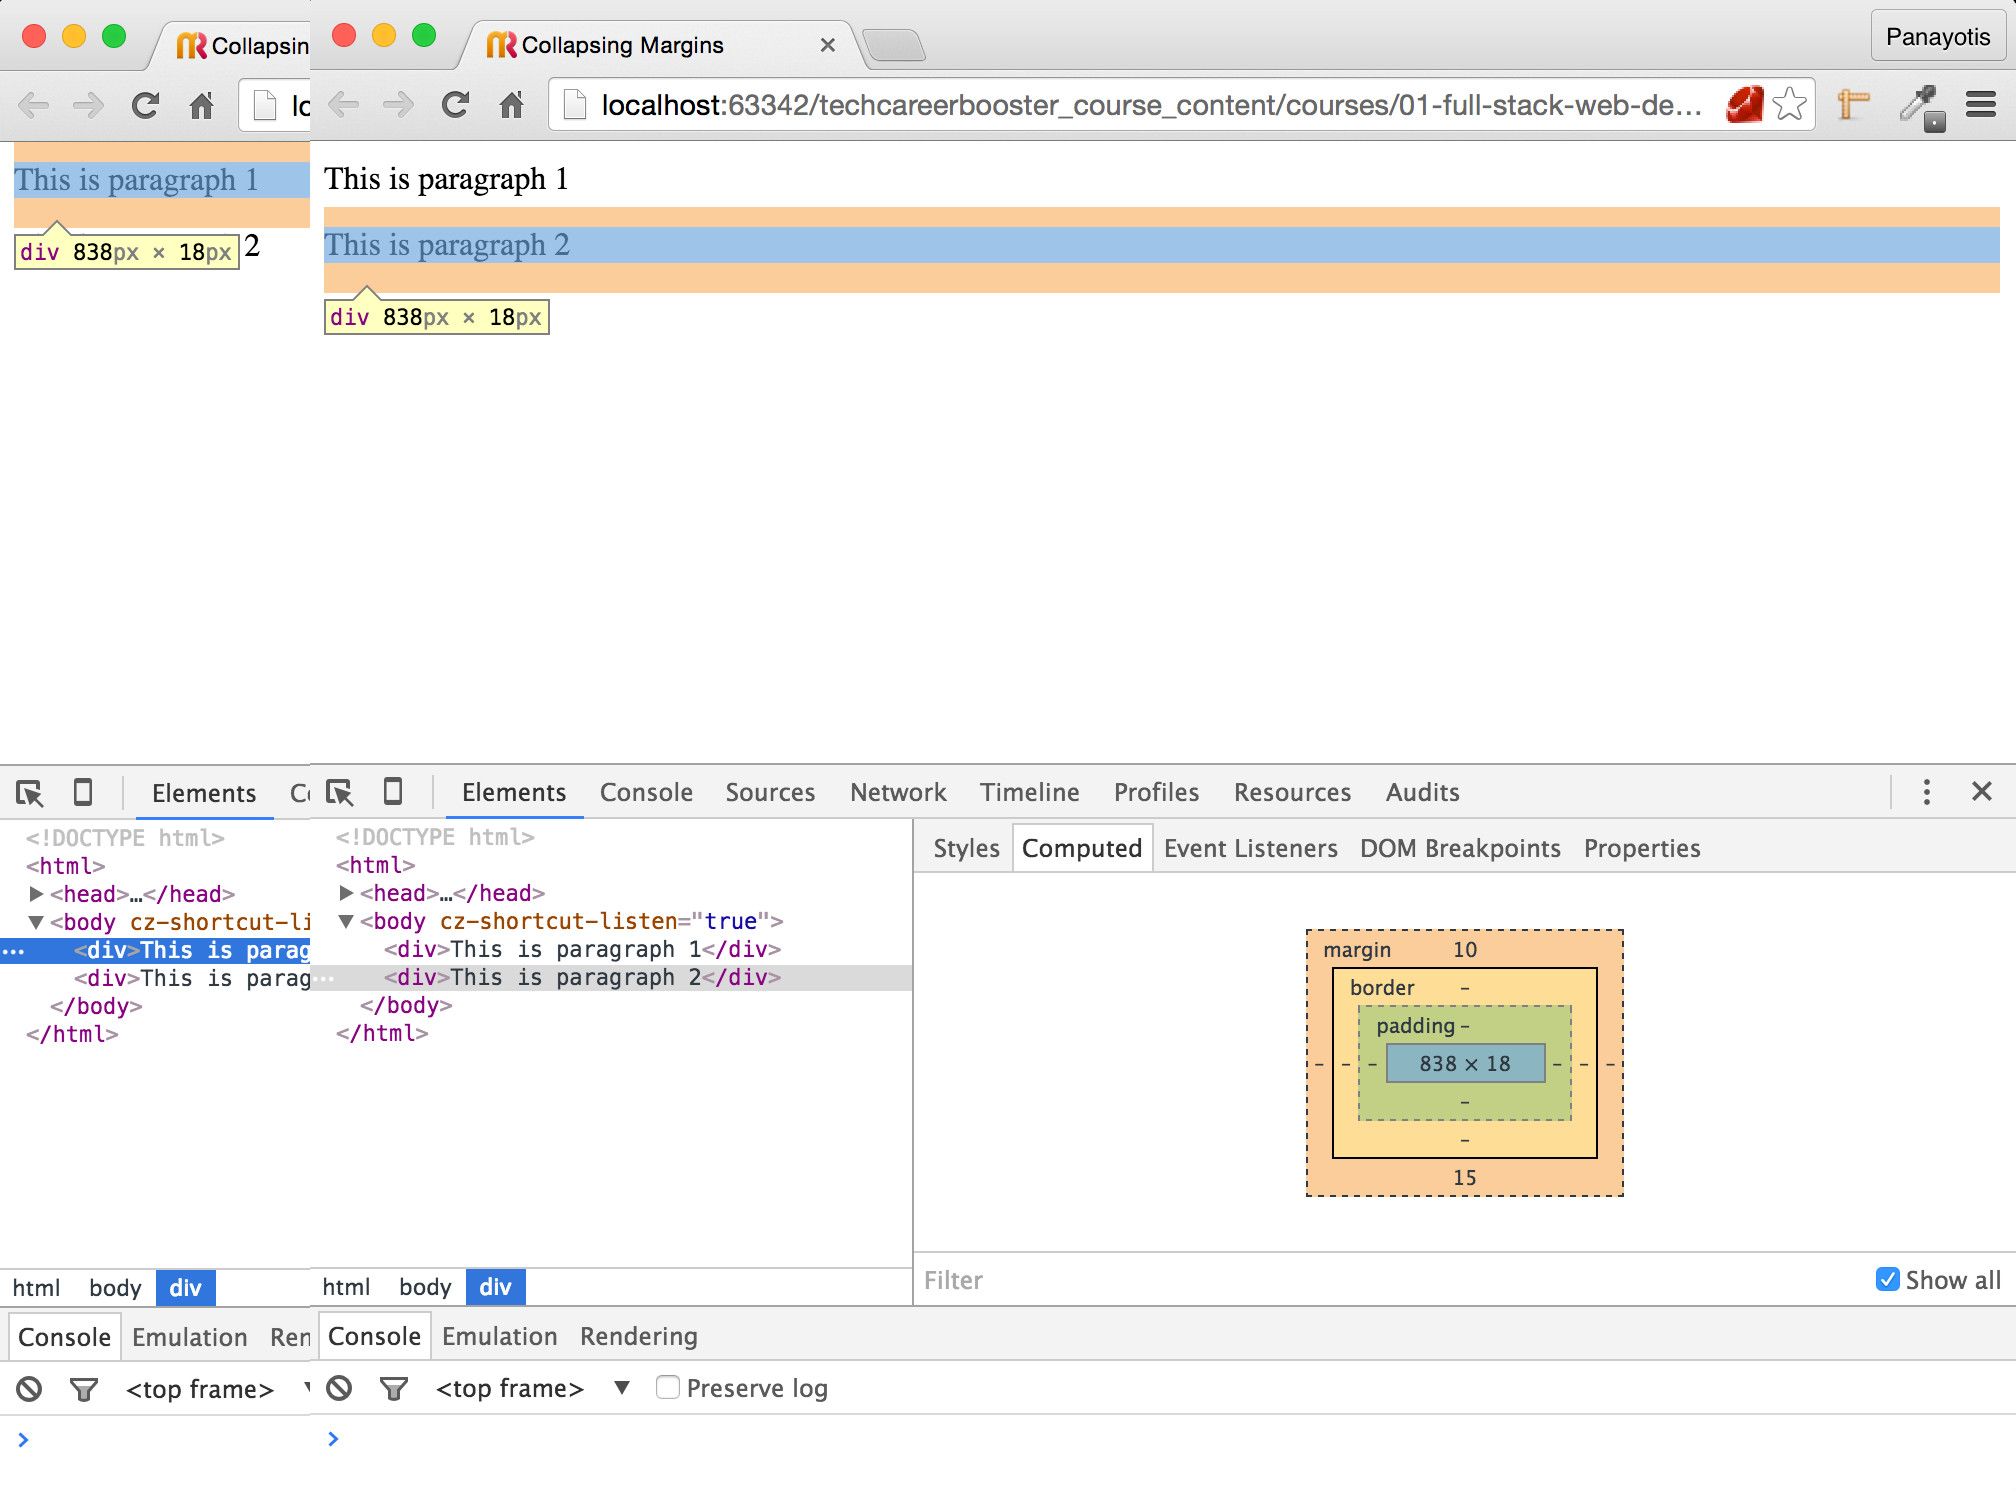 Collapsin
Collapsing Margins
Panayotis
lo
localhost:63342/techcareerbooster_course_content/courses/01-full-stack-web-de...
This is paragraph 1
div 838px × 18px 2
This is paragraph 1
This is paragraph 2
div 838px × 18px
Elements
<!DOCTYPE html>
<html>
<head>…</head>
<body cz-shortcut-li
<div>This is parag
<div>This is parag
</body>
</html>
html body div
Console Emulation Ren
<top frame>
>
Elements Console Sources Network Timeline Profiles Resources Audits
<!DOCTYPE html>
<html>
<head>…</head>
<body cz-shortcut-listen="true">
<div>This is paragraph 1</div>
<div>This is paragraph 2</div>
</body>
</html>
html body div
Styles Computed Event Listeners DOM Breakpoints Properties
margin 10
border –
padding –
– – – 838 × 18 – – –
–
–
15
Filter Show all
Console Emulation Rendering
<top frame> Preserve log
>